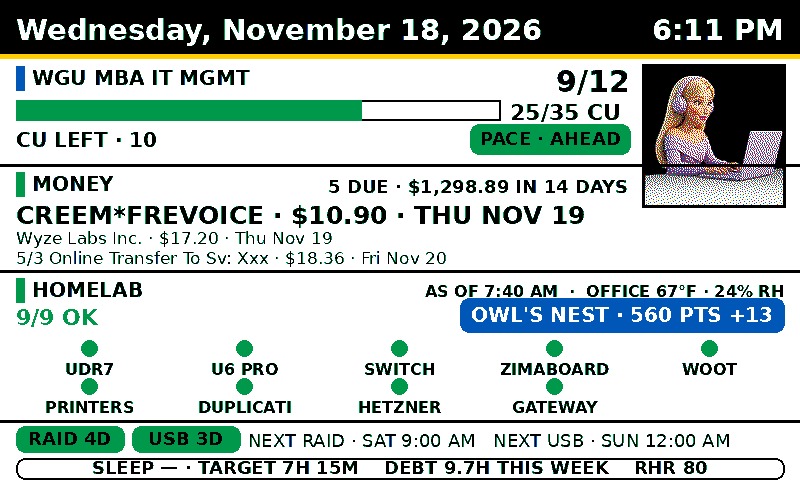 Wednesday, November 18, 2026 6:11 PM
WGU MBA IT MGMT 9/12
25/35 CU
CU LEFT · 10 PACE · AHEAD
MONEY 5 DUE · $1,298.89 IN 14 DAYS
CREEM*FREVOICE · $10.90 · THU NOV 19
Wyze Labs Inc. · $17.20 · Thu Nov 19
5/3 Online Transfer To Sv: Xxx · $18.36 · Fri Nov 20
HOMELAB AS OF 7:40 AM · OFFICE 67°F · 24% RH
9/9 OK OWL'S NEST · 560 PTS +13
UDR7 U6 PRO SWITCH ZIMABOARD WOOT
PRINTERS DUPLICATI HETZNER GATEWAY
RAID 4D USB 3D NEXT RAID · SAT 9:00 AM NEXT USB · SUN 12:00 AM
SLEEP — · TARGET 7H 15M DEBT 9.7H THIS WEEK RHR 80